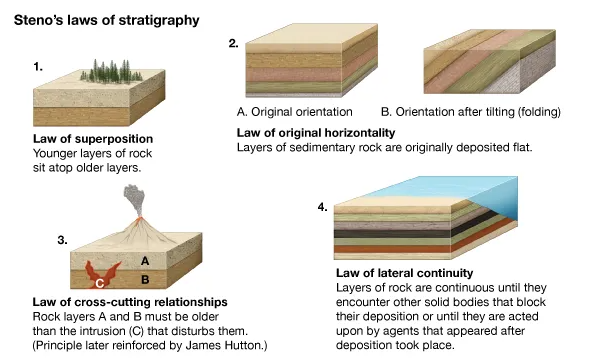 Steno's laws of stratigraphy
1.
Law of superposition
Younger layers of rock
sit atop older layers.
2.
A. Original orientation
B. Orientation after tilting (folding)
Law of original horizontality
Layers of sedimentary rock are originally deposited flat.
3.
A
B
C
Law of cross-cutting relationships
Rock layers A and B must be older
than the intrusion (C) that disturbs them.
(Principle later reinforced by James Hutton.)
4.
Law of lateral continuity
Layers of rock are continuous until they
encounter other solid bodies that block
their deposition or until they are acted
upon by agents that appeared after
deposition took place.